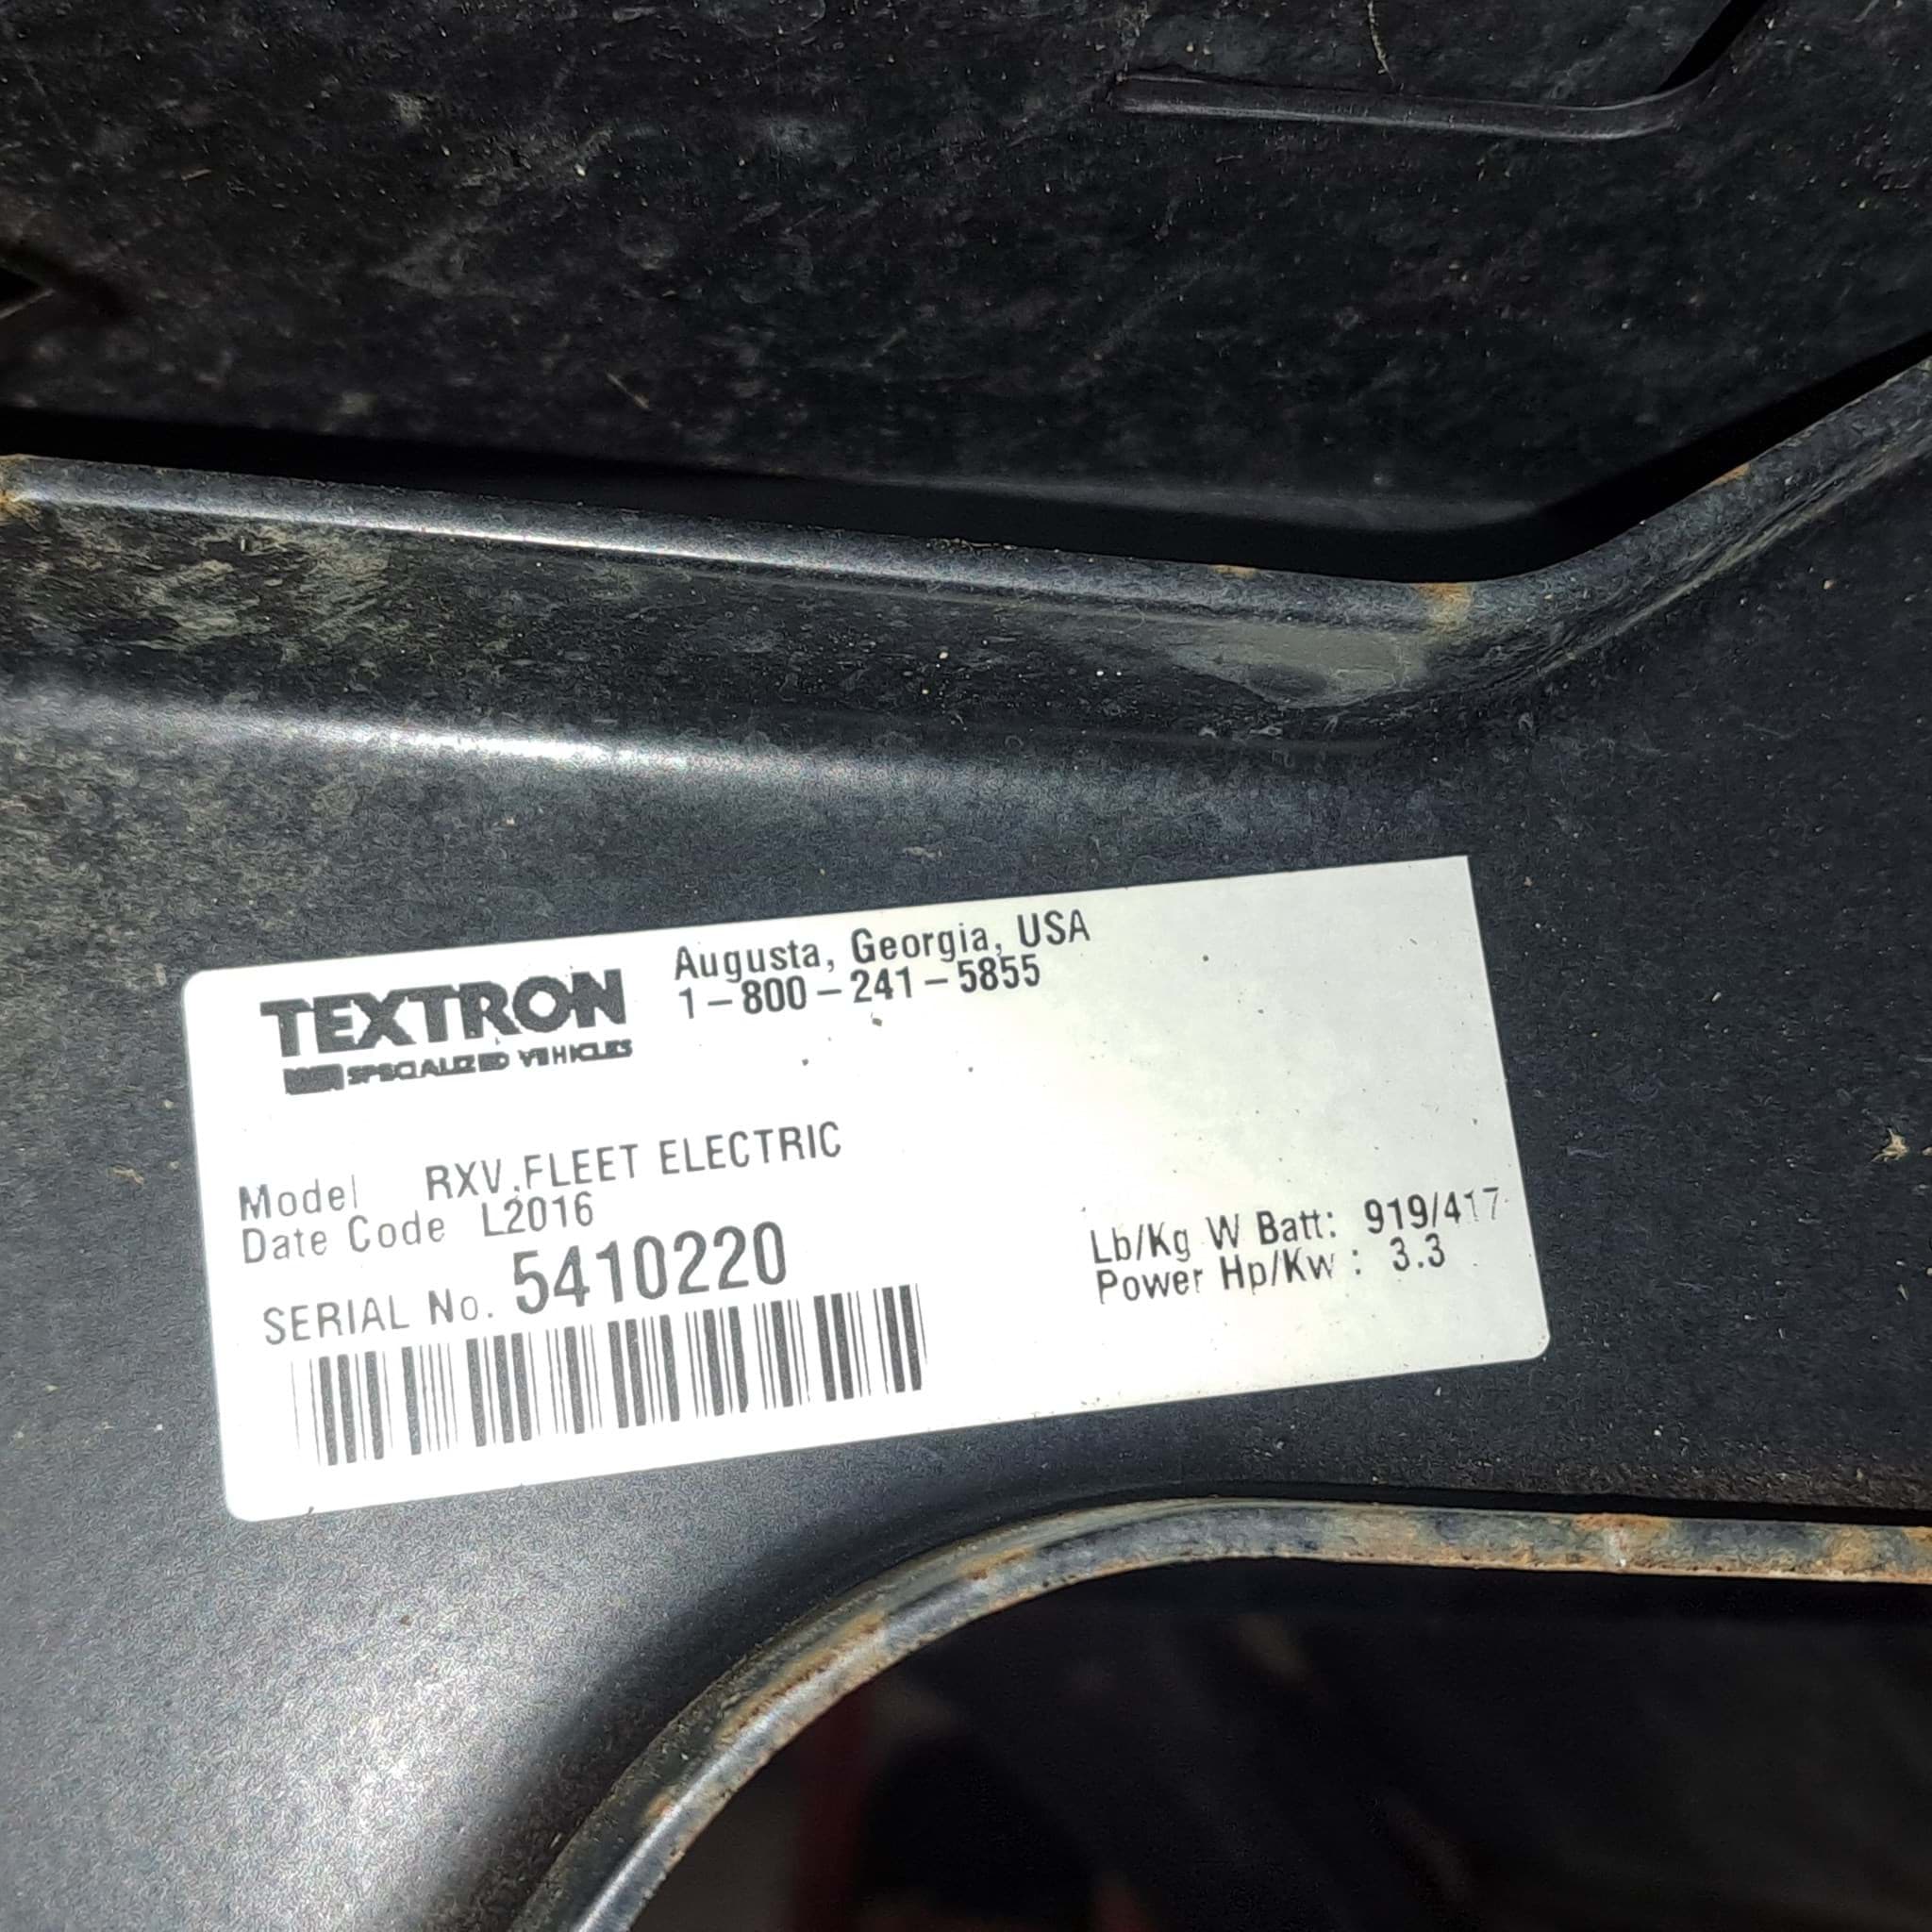 TEXTRON
SPECIALIZED VEHICLES
Augusta, Georgia, USA
1-800-241-5855
Model RXV,FLEET ELECTRIC
Date Code L2016
SERIAL No. 5410220
Lb/Kg W Batt: 919/417
Power Hp/Kw : 3.3